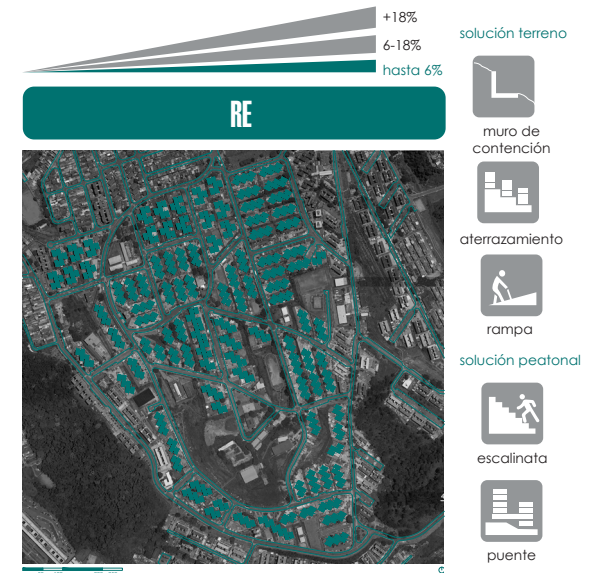 +18%
6-18%
hasta 6%
RE
solución terreno
muro de
contención
aterrazamiento
rampa
solución peatonal
escalinata
puente